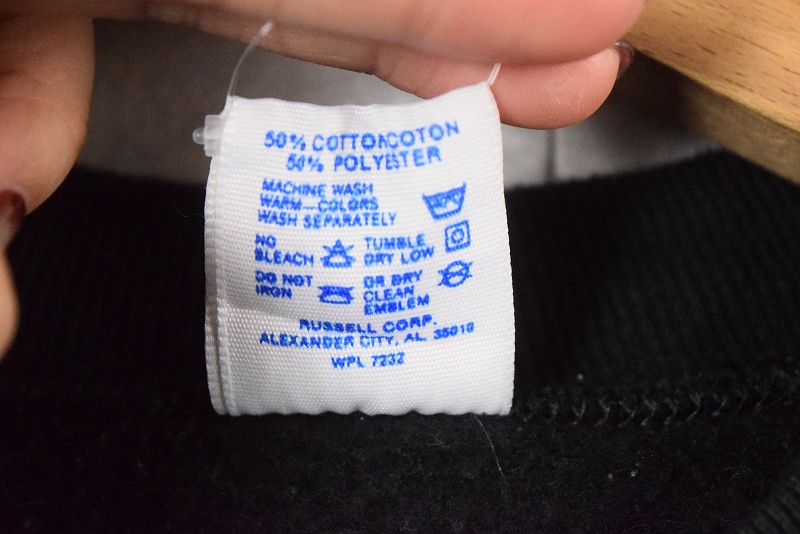 50% COTTON/COTON
50% POLYESTER
MACHINE WASH
WARM—COLORS
WASH SEPARATELY
NO
BLEACH
TUMBLE
DRY LOW
DO NOT
IRON
OR DRY
CLEAN
EMBLEM
RUSSELL CORP.
ALEXANDER CITY, AL. 35010
WPL 7232